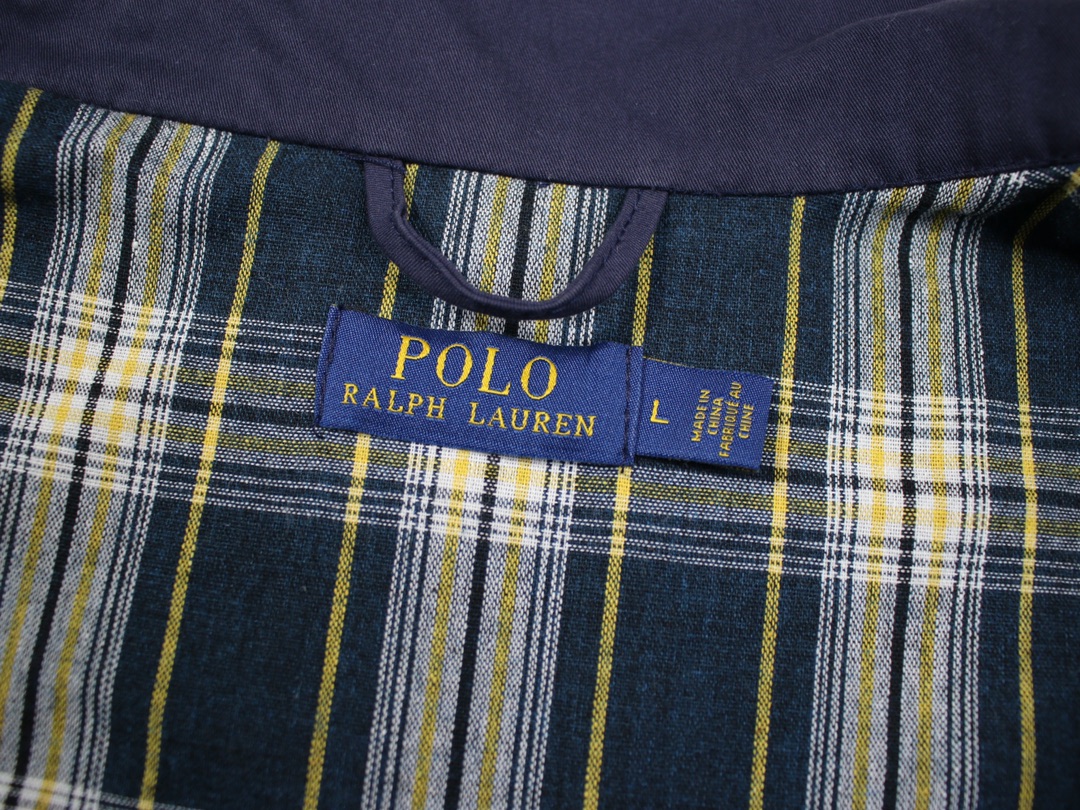 POLO
RALPH LAUREN
L
MADE IN
CHINA
FABRIQUÉ AU
CHINE